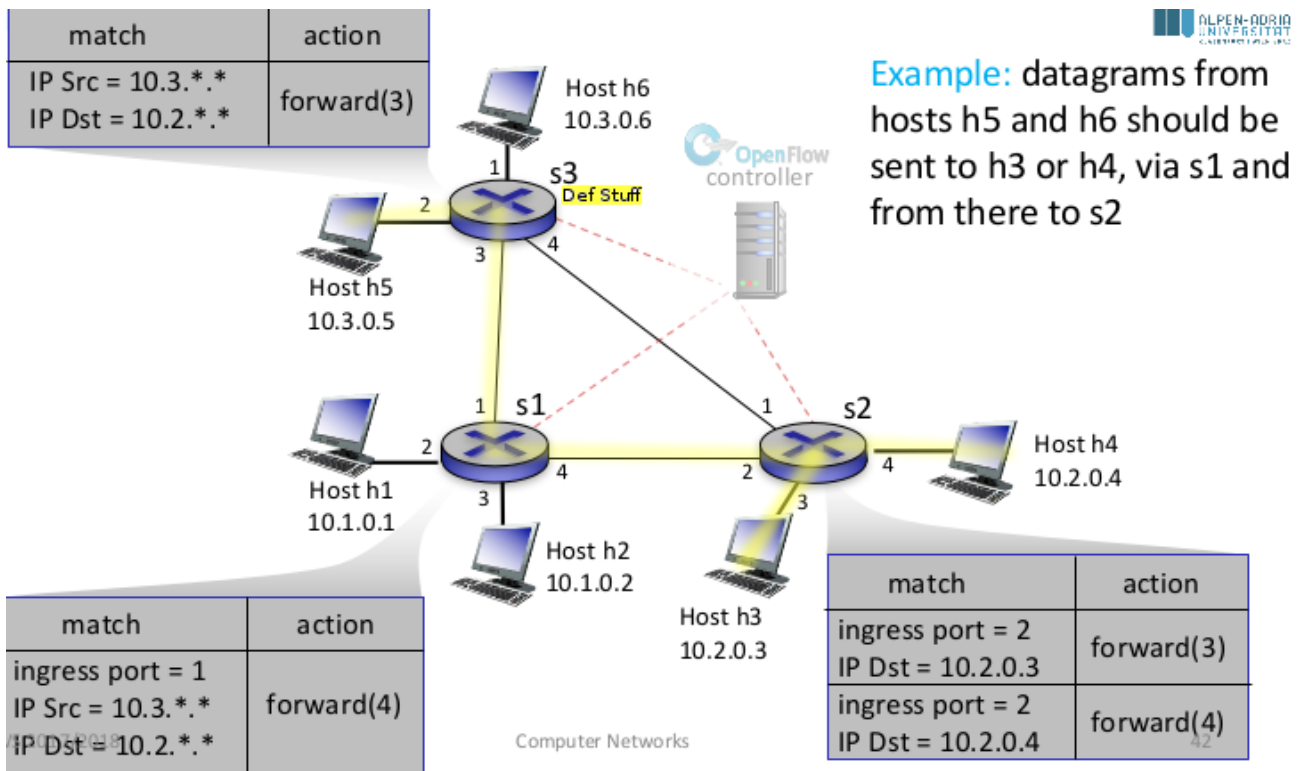 match action
IP Src = 10.3.*.*
IP Dst = 10.2.*.*
forward(3)
ALPEN-ADRIA
UNIVERSITÄT
Example: datagrams from
hosts h5 and h6 should be
sent to h3 or h4, via s1 and
from there to s2
Host h6
10.3.0.6
OpenFlow
controller
1
s3
Def Stuff
2
3
4
Host h5
10.3.0.5
1
s1
2
3
4
Host h1
10.1.0.1
Host h2
10.1.0.2
1
s2
2
3
4
Host h4
10.2.0.4
Host h3
10.2.0.3
match action
ingress port = 1
IP Src = 10.3.*.*
IP Dst = 10.2.*.*
forward(4)
match action
ingress port = 2
IP Dst = 10.2.0.3
forward(3)
ingress port = 2
IP Dst = 10.2.0.4
forward(4)
2017/2018
Computer Networks
42